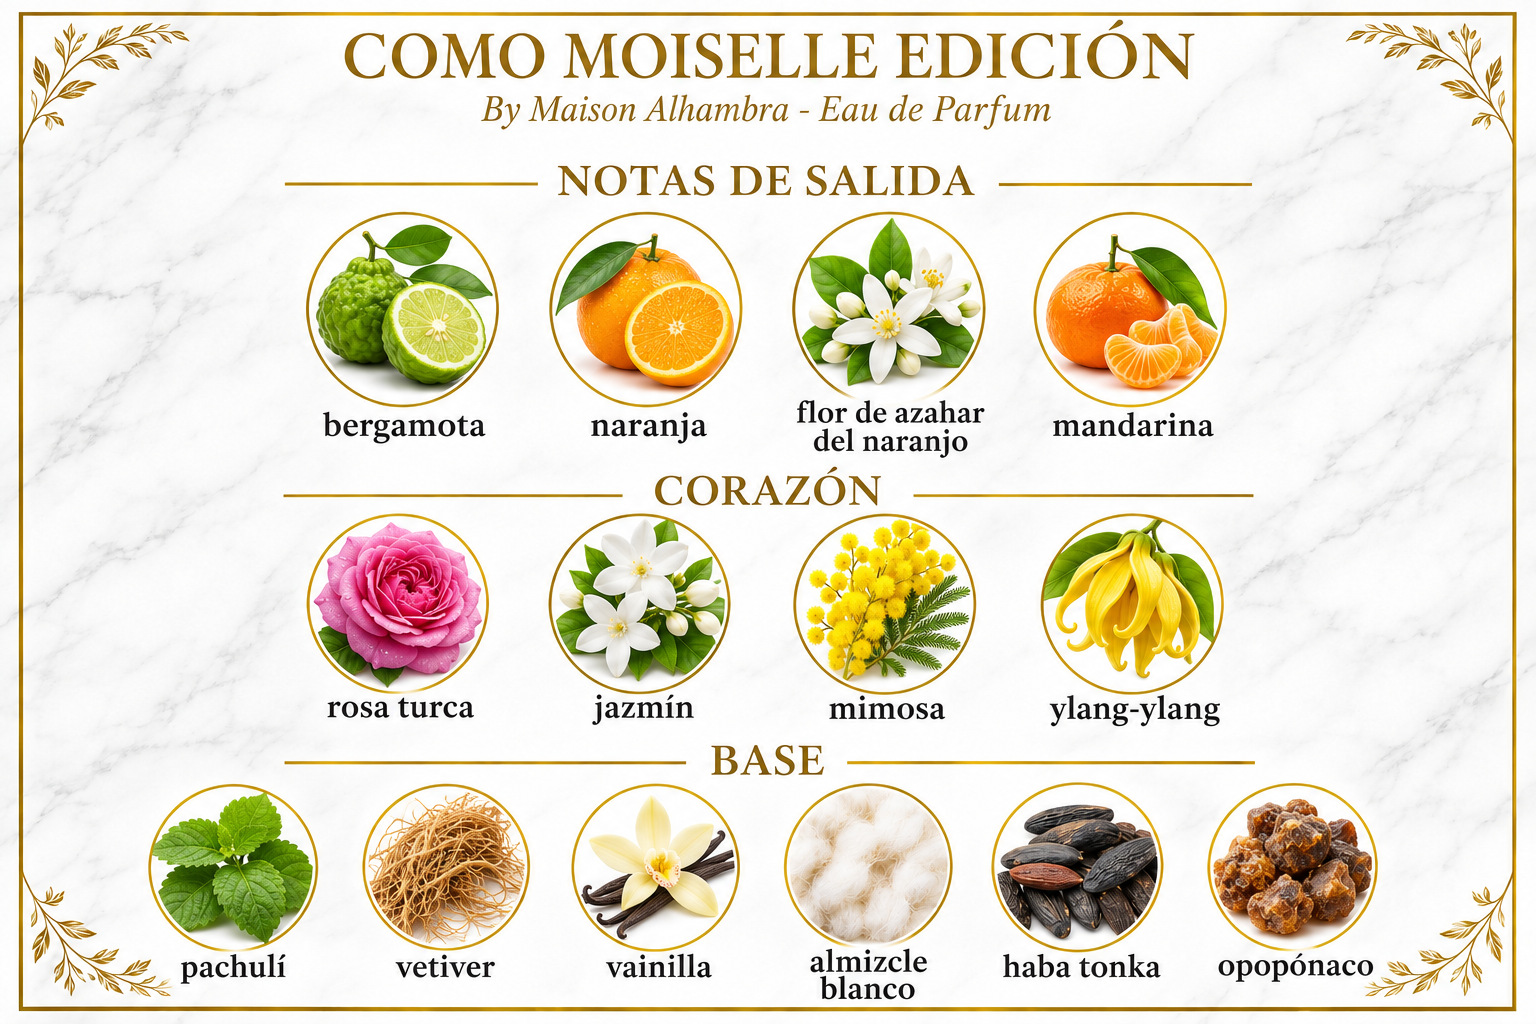 COMO MOISELLE EDICIÓN
By Maison Alhambra - Eau de Parfum
NOTAS DE SALIDA
bergamota
naranja
flor de azahar
del naranjo
mandarina
CORAZÓN
rosa turca
jazmín
mimosa
ylang-ylang
BASE
pachulí
vetiver
vainilla
almizcle
blanco
haba tonka
opopónaco